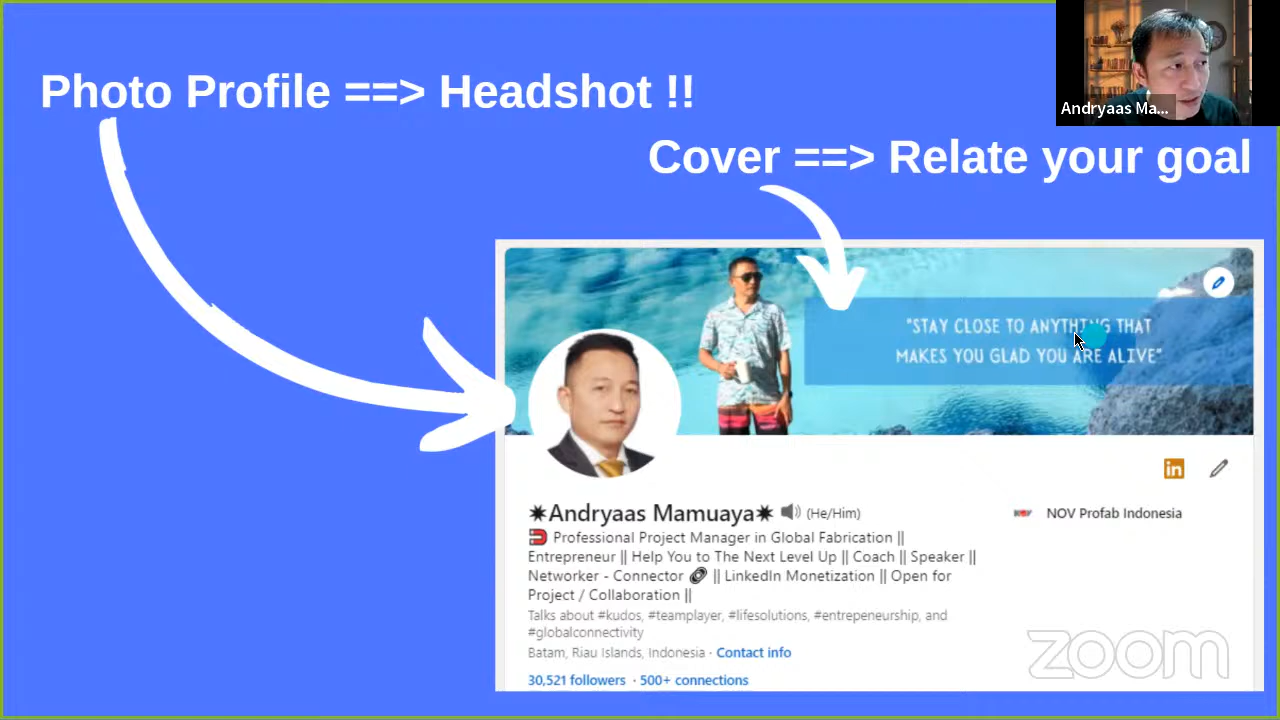 Photo Profile ==> Headshot !!
Andryaas Ma...
Cover ==> Relate your goal
"STAY CLOSE TO ANYTHING THAT
MAKES YOU GLAD YOU ARE ALIVE"
in
✷Andryaas Mamuaya✷ (He/Him)
NOV Profab Indonesia
🧲 Professional Project Manager in Global Fabrication ||
Entrepreneur || Help You to The Next Level Up || Coach || Speaker ||
Networker - Connector 🔗 || LinkedIn Monetization || Open for
Project / Collaboration ||
Talks about #kudos, #teamplayer, #lifesolutions, #entrepeneurship, and
#globalconnectivity
Batam, Riau Islands, Indonesia · Contact info
30,521 followers · 500+ connections
zoom